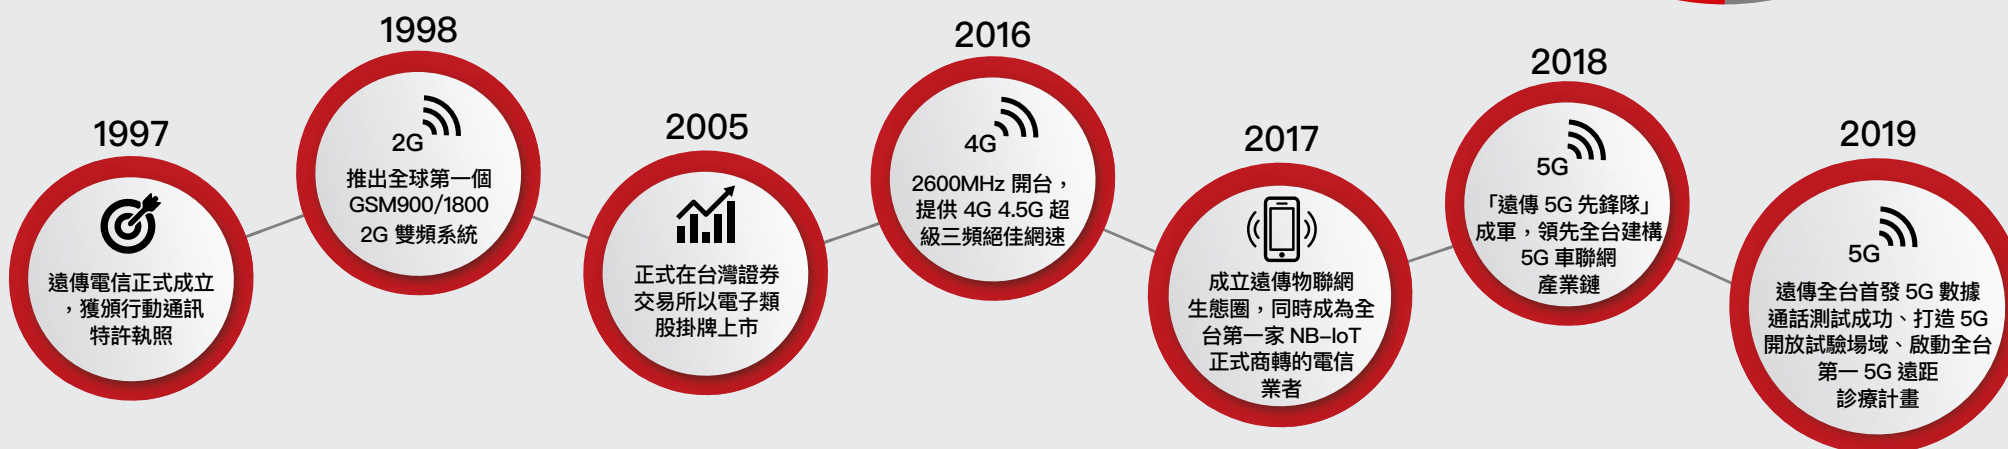 1997
遠傳電信正式成立
，獲頒行動通訊
特許執照
1998
2G
推出全球第一個
GSM900/1800
2G 雙頻系統
2005
正式在台灣證券
交易所以電子類
股掛牌上市
2016
4G
2600MHz 開台，
提供 4G 4.5G 超
級三頻絕佳網速
2017
成立遠傳物聯網
生態圈，同時成為全
台第一家 NB-IoT
正式商轉的電信
業者
2018
5G
「遠傳 5G 先鋒隊」
成軍，領先全台建構
5G 車聯網
產業鏈
2019
5G
遠傳全台首發 5G 數據
通話測試成功、打造 5G
開放試驗場域、啟動全台
第一 5G 遠距
診療計畫